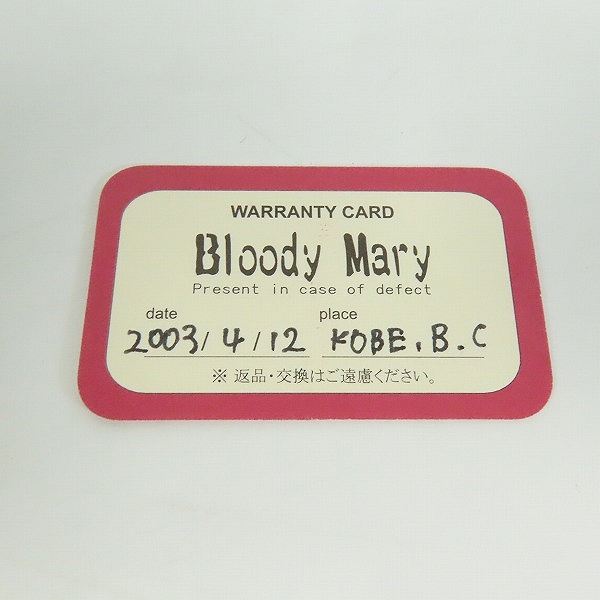 WARRANTY CARD
Bloody Mary
Present in case of defect
date place
2003/4/12 KOBE.B.C
※ 返品・交換はご遠慮ください。